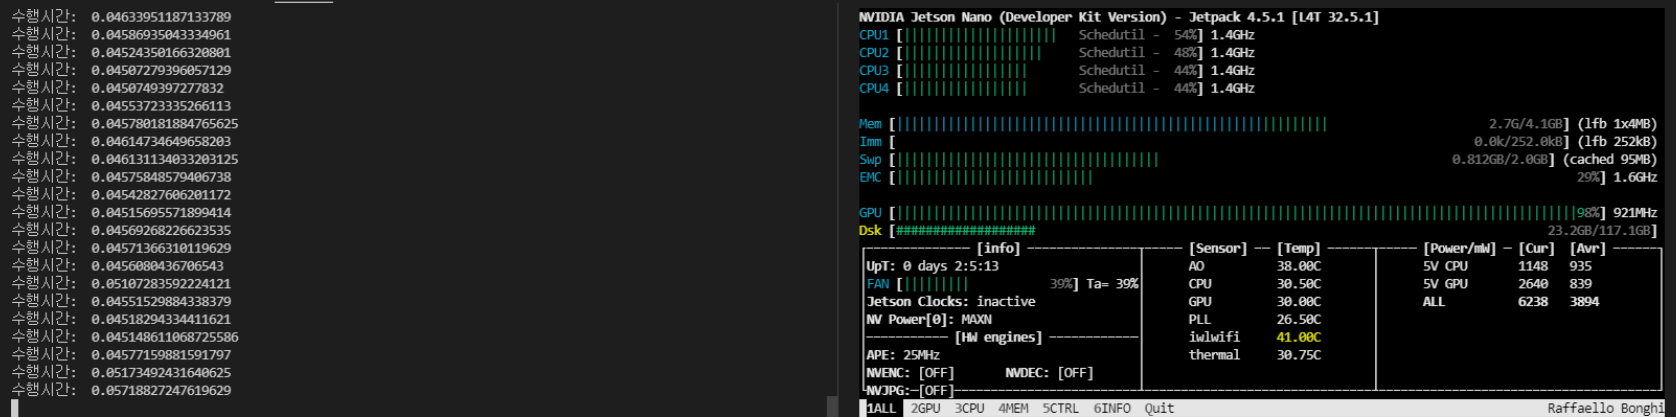 수행시간: 0.04633951187133789
수행시간: 0.04586935043334961
수행시간: 0.04524350166320801
수행시간: 0.04507279396057129
수행시간: 0.0450749397277832
수행시간: 0.04553723335266113
수행시간: 0.045780181884765625
수행시간: 0.04614734649658203
수행시간: 0.046131134033203125
수행시간: 0.04575848579406738
수행시간: 0.04542827606201172
수행시간: 0.04515695571899414
수행시간: 0.04569268226623535
수행시간: 0.04571366310119629
수행시간: 0.0456080436706543
수행시간: 0.05107283592224121
수행시간: 0.04551529884338379
수행시간: 0.04518294334411621
수행시간: 0.045148611068725586
수행시간: 0.04577159881591797
수행시간: 0.05173492431640625
수행시간: 0.05718827247619629
NVIDIA Jetson Nano (Developer Kit Version) - Jetpack 4.5.1 [L4T 32.5.1]
CPU1 [||||||||||||||||||||| Schedutil - 54%] 1.4GHz
CPU2 [||||||||||||||||||| Schedutil - 48%] 1.4GHz
CPU3 [||||||||||||||||| Schedutil - 44%] 1.4GHz
CPU4 [||||||||||||||||| Schedutil - 44%] 1.4GHz
Mem [||||||||||||||||||||||||||||||||||||||||||||||||||||||||||| 2.7G/4.1GB] (lfb 1x4MB)
Imm [ 0.0k/252.0kB] (lfb 252kB)
Swp [|||||||||||||||||||||||||||||||||||| 0.812GB/2.0GB] (cached 95MB)
EMC [||||||||||||||||||||||||||| 29%] 1.6GHz
GPU [|||||||||||||||||||||||||||||||||||||||||||||||||||||||||||||||||||||||||||||||||||||||||||||98%] 921MHz
Dsk [################### 23.2GB/117.1GB]
[info] [Sensor] [Temp] [Power/mW] [Cur] [Avr]
UpT: 0 days 2:5:13 AO 38.00C 5V CPU 1148 935
FAN [||||||||| 39%] Ta= 39% CPU 30.50C 5V GPU 2640 839
Jetson Clocks: inactive GPU 30.00C ALL 6238 3894
NV Power[0]: MAXN PLL 26.50C
[HW engines] iwlwifi 41.00C
APE: 25MHz thermal 30.75C
NVENC: [OFF] NVDEC: [OFF]
NVJPG: [OFF]
1ALL 2GPU 3CPU 4MEM 5CTRL 6INFO Quit Raffaello Bonghi